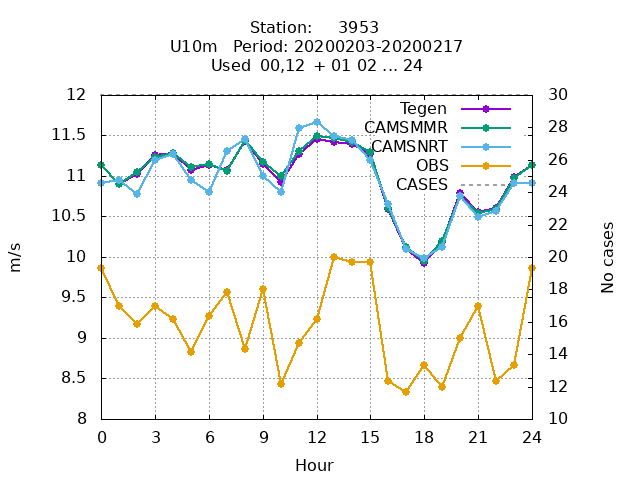 Station: 3953
U10m Period: 20200203-20200217
Used 00,12 + 01 02 ... 24
12 30
Tegen
CAMSMMR
CAMSNRT
OBS
CASES
11.5 28
11 26
10.5 24
10 22
9.5 20
9 18
8.5 16
8 14
12
10
m/s
No cases
0 3 6 9 12 15 18 21 24
Hour